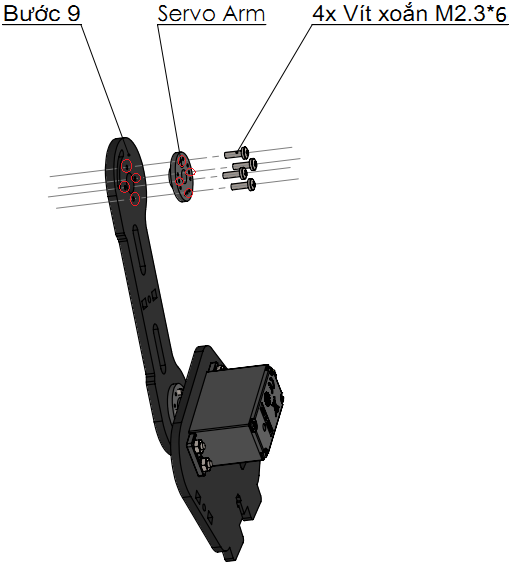 Bước 9
Servo Arm
4x Vít xoắn M2.3*6